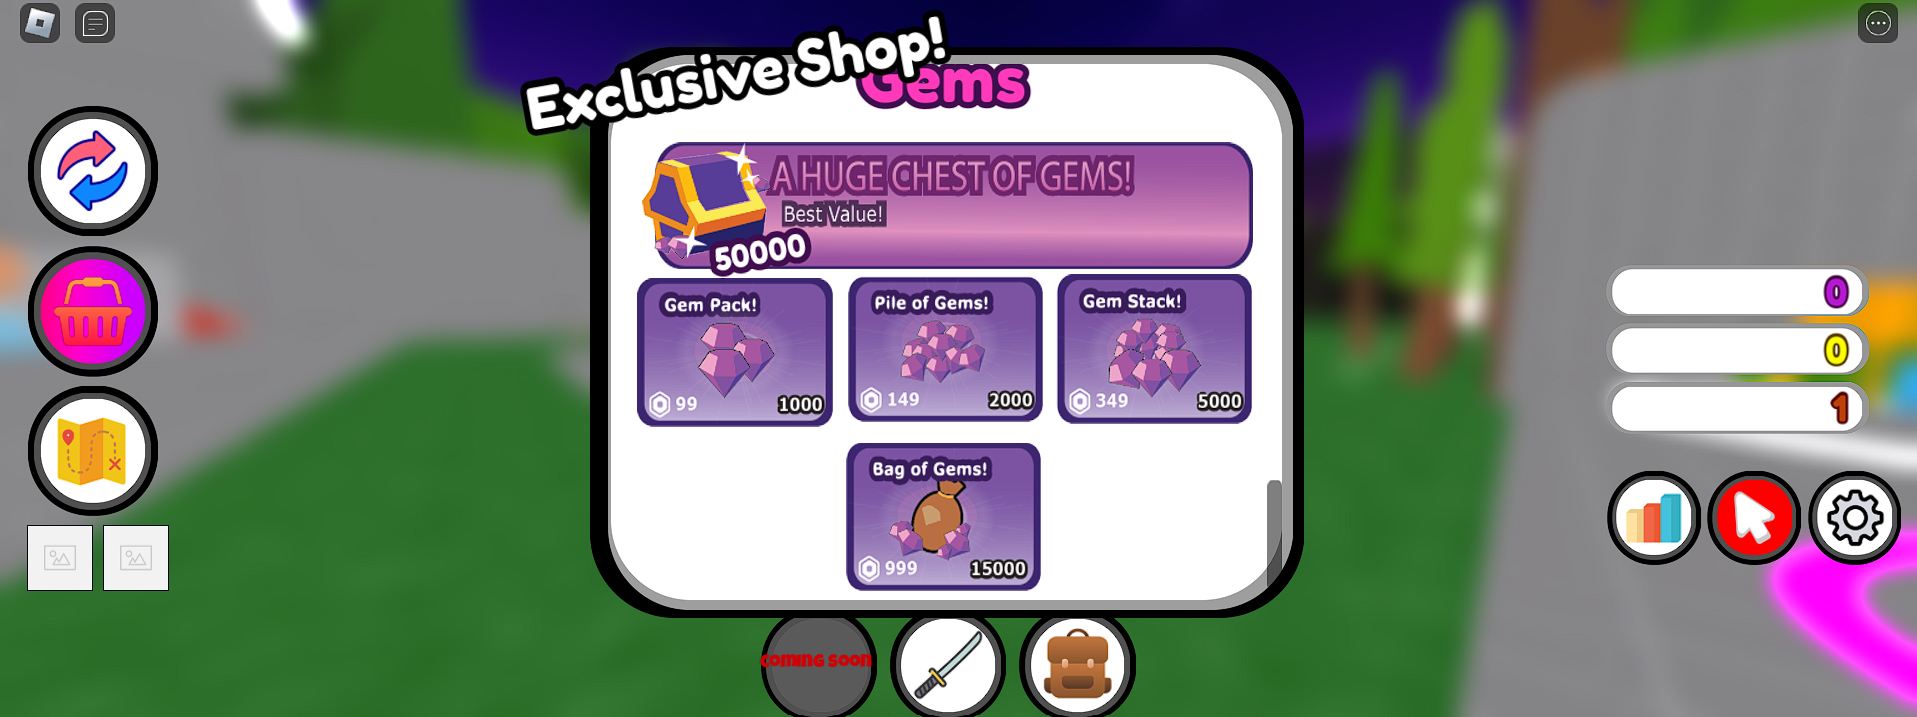 Exclusive Shop!
Gems
A HUGE CHEST OF GEMS!
Best Value!
50000
Gem Pack!
99
1000
Pile of Gems!
149
2000
Gem Stack!
349
5000
Bag of Gems!
999
15000
0
0
1
COMING SOON